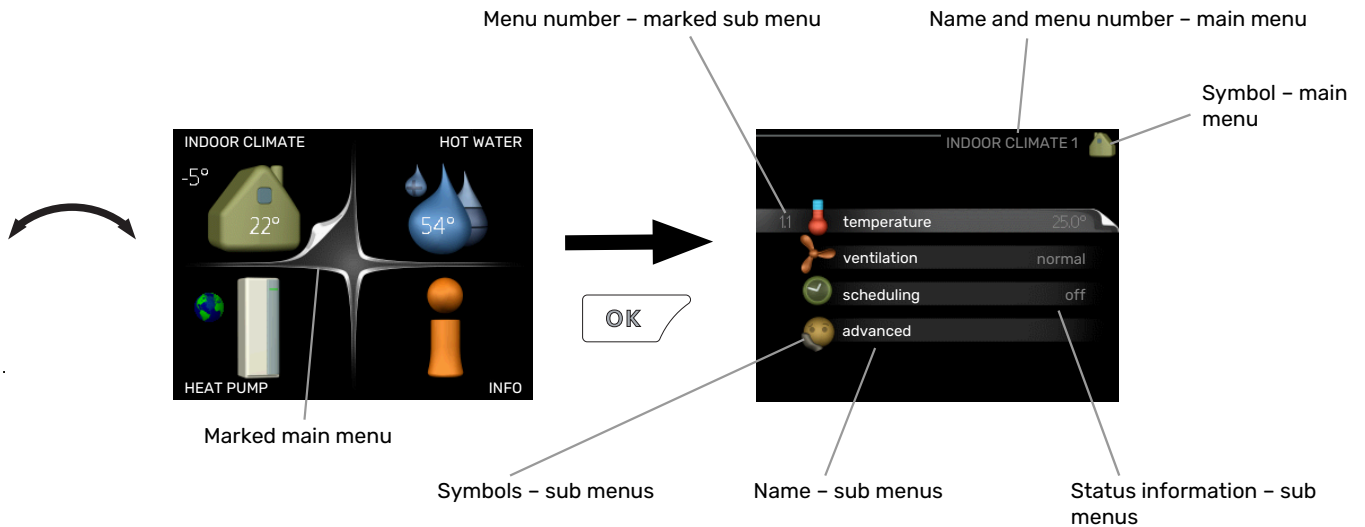 Menu number – marked sub menu
Name and menu number – main menu
Symbol – main
menu
INDOOR CLIMATE
HOT WATER
-5°
22°
54°
HEAT PUMP
INFO
Marked main menu
OK
INDOOR CLIMATE 1
1.1 temperature 25.0°
ventilation normal
scheduling off
advanced
Symbols – sub menus
Name – sub menus
Status information – sub
menus